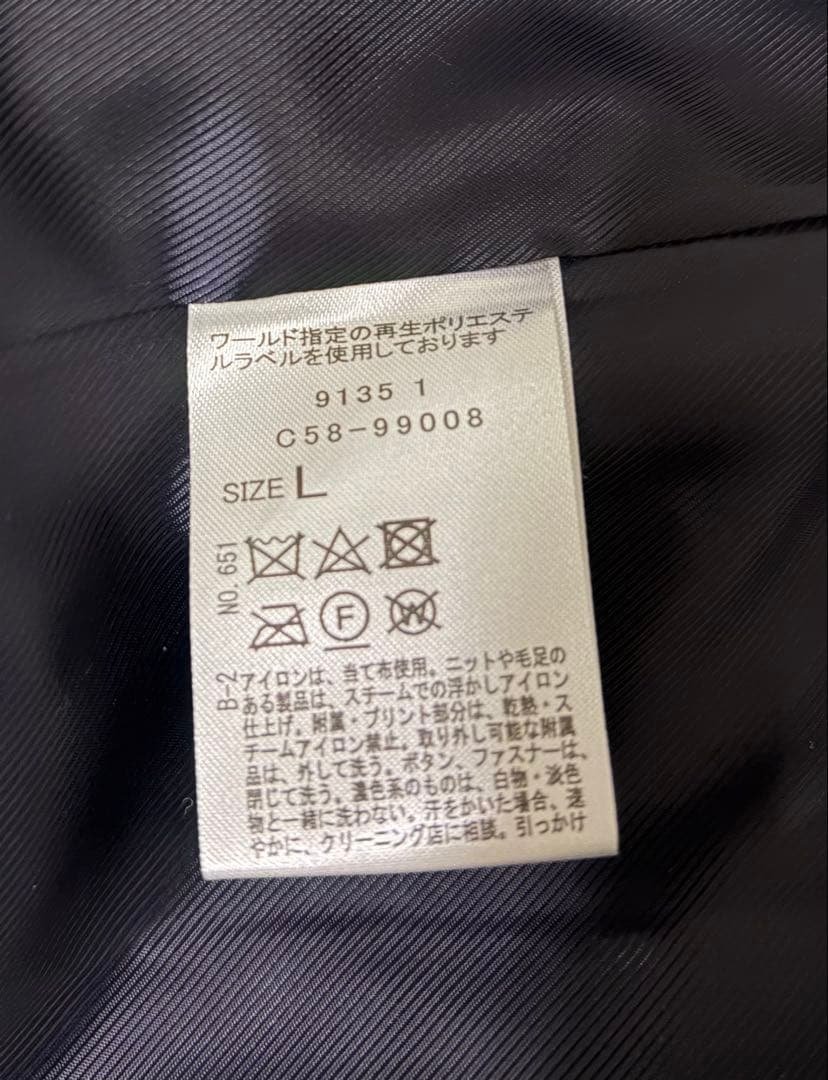 ワールド指定の再生ポリエステ
ルラベルを使用しております
9135 1
C58-99008
SIZE L
NO. 651
F
W
B-2
アイロンは、当て布使用。ニットや毛足の
ある製品は、スチームでの浮かしアイロン
仕上げ。附属・プリント部分は、乾熱・ス
チームアイロン禁止。取り外し可能な附属
品は、外して洗う。ボタン、ファスナーは、
閉じて洗う。濃色系のものは、白物・淡色
物と一緒に洗わない。汗をかいた場合、速
やかに、クリーニング店に相談。引っかけ